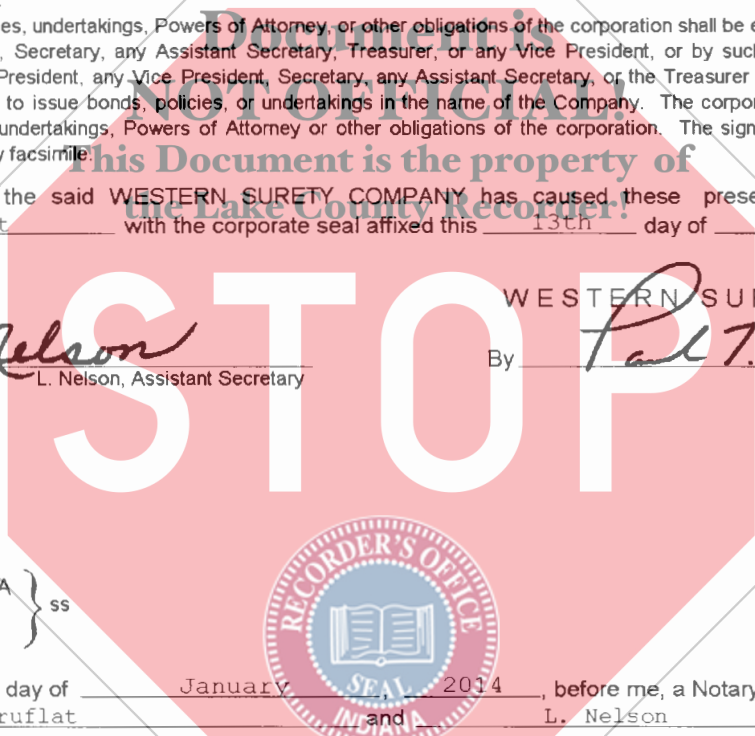 es, undertakings, Powers of Attorney, or other obligations of the corporation shall be e
Document is
, Secretary, any Assistant Secretary, Treasurer, or any Vice President, or by such
President, any Vice President, Secretary, any Assistant Secretary, or the Treasurer
NOT OFFICIAL!
to issue bonds, policies, or undertakings in the name of the Company. The corpo
undertakings, Powers of Attorney or other obligations of the corporation. The sign
y facsimile.
This Document is the property of
the said WESTERN SURETY COMPANY has caused these prese
the Lake County Recorder!
t with the corporate seal affixed this 13th day of
STOP
WESTERN SUR
Nelson
By Paul T.
L. Nelson, Assistant Secretary
A } ss
RECORDER'S OFFICE
SEAL
INDIANA
day of January, 2014, before me, a Notary
ruflat and L. Nelson